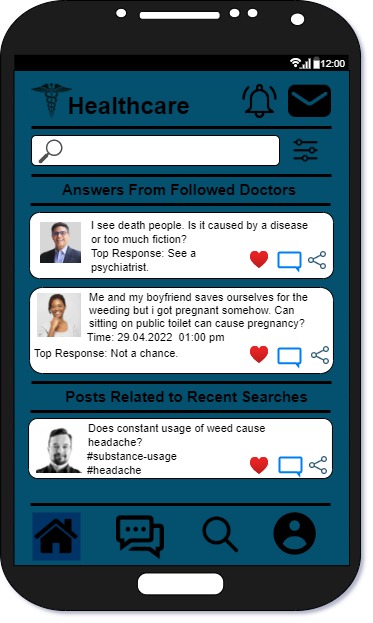 12:00
Healthcare
Answers From Followed Doctors
I see death people. Is it caused by a disease
or too much fiction?
Top Response: See a
psychiatrist.
Me and my boyfriend saves ourselves for the
weeding but i got pregnant somehow. Can
sitting on public toilet can cause pregnancy?
Time: 29.04.2022 01:00 pm
Top Response: Not a chance.
Posts Related to Recent Searches
Does constant usage of weed cause
headache?
#substance-usage
#headache